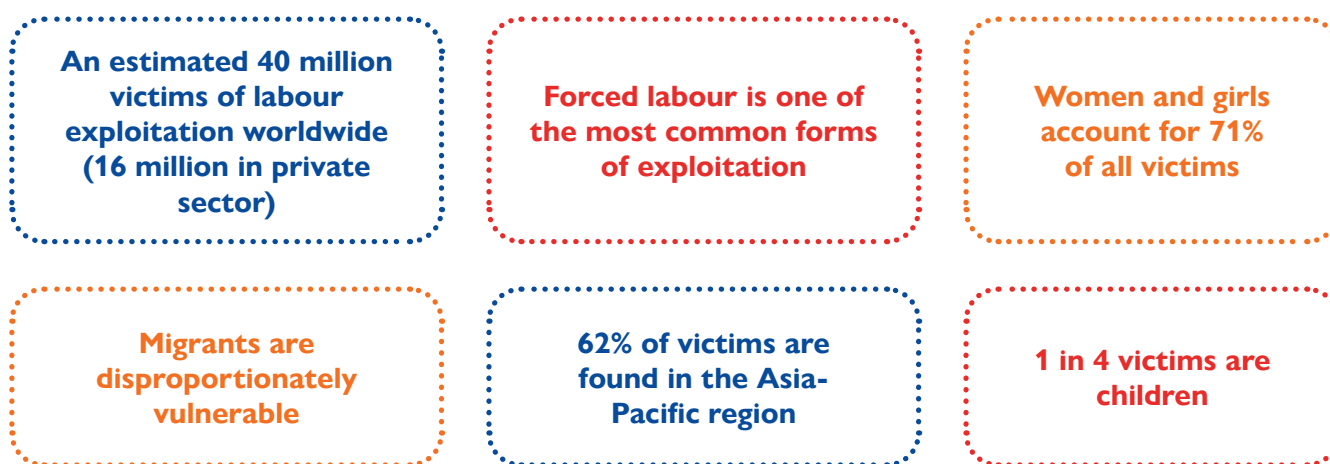 An estimated 40 million
victims of labour
exploitation worldwide
(16 million in private
sector)
Forced labour is one of
the most common forms
of exploitation
Women and girls
account for 71%
of all victims
Migrants are
disproportionately
vulnerable
62% of victims are
found in the Asia-
Pacific region
1 in 4 victims are
children